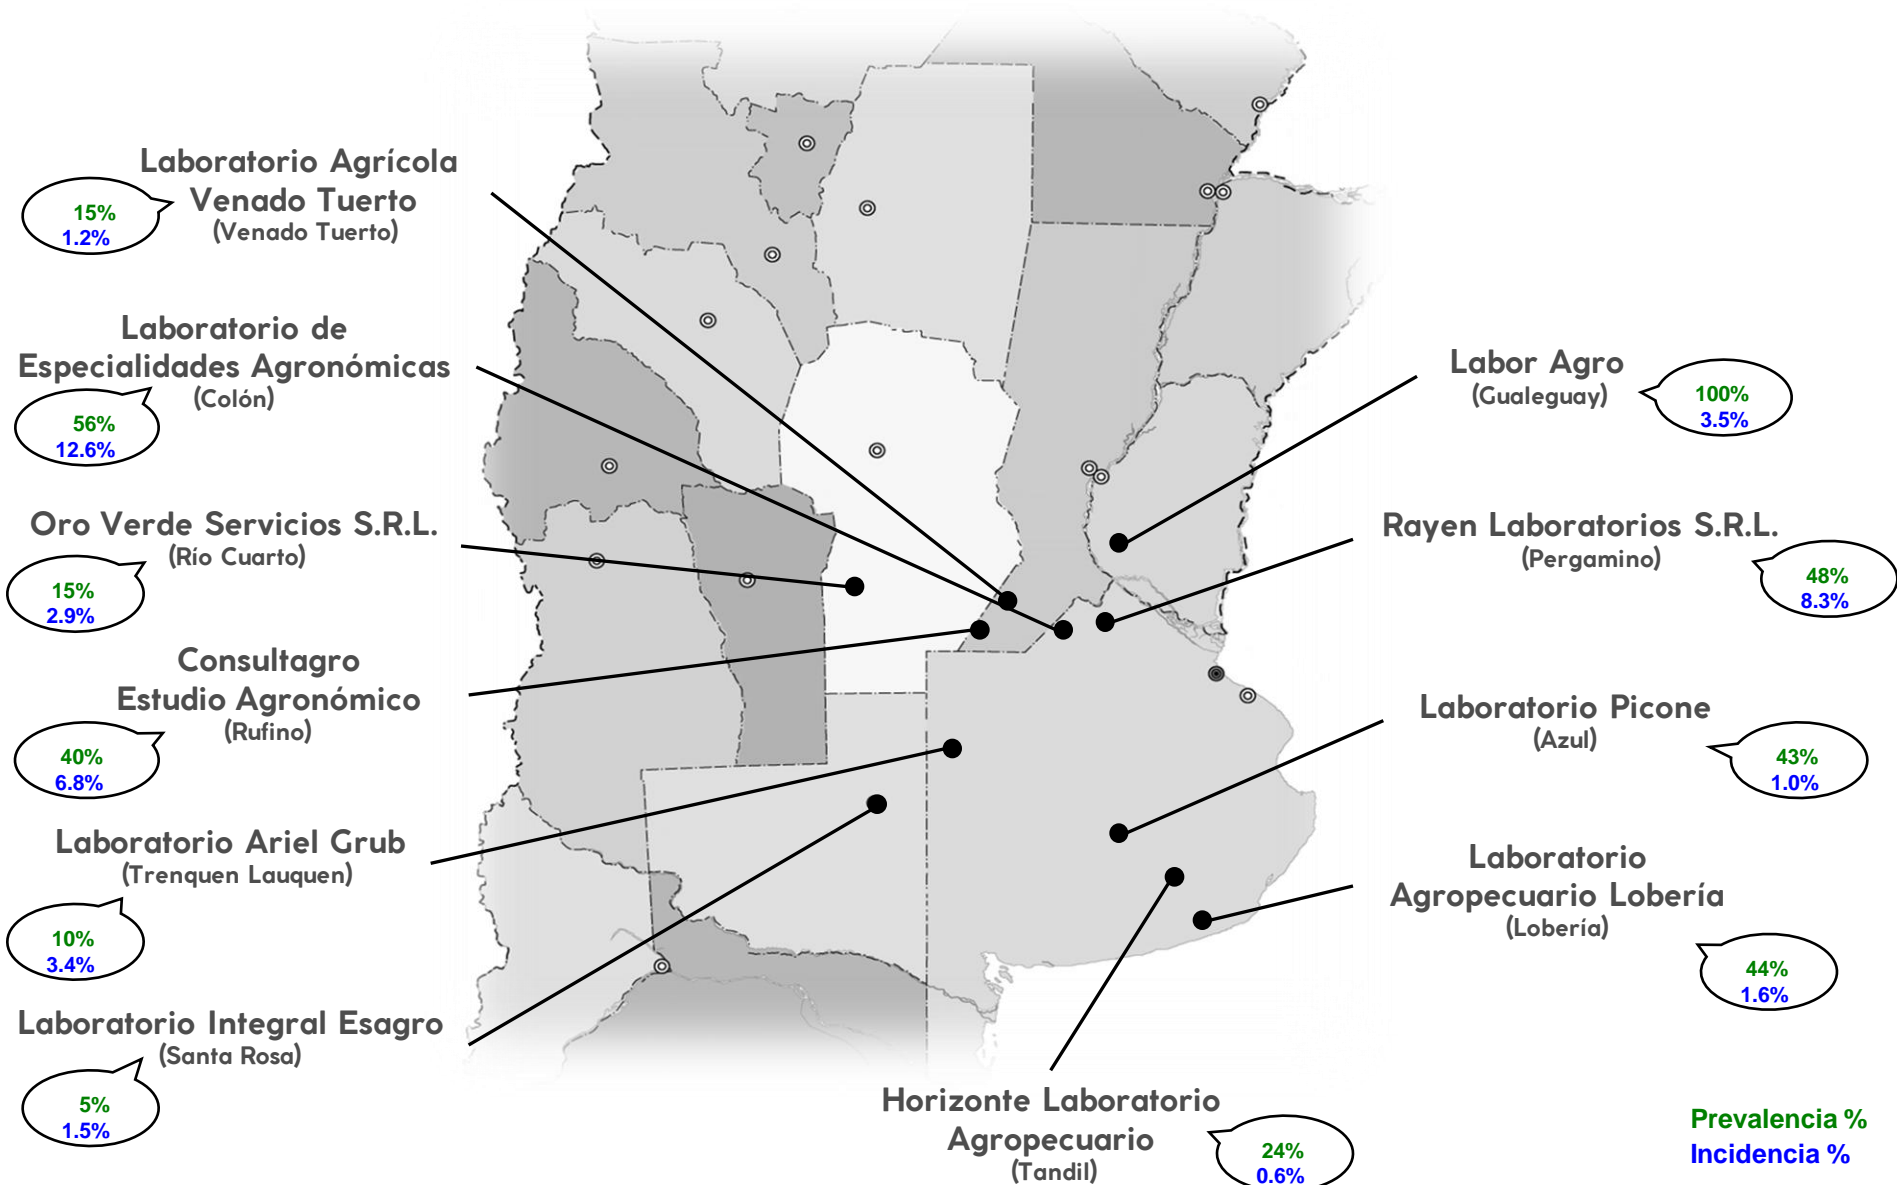 Laboratorio Agrícola
Venado Tuerto
(Venado Tuerto)
15%
1.2%
Laboratorio de
Especialidades Agronómicas
(Colón)
56%
12.6%
Oro Verde Servicios S.R.L.
(Río Cuarto)
15%
2.9%
Consultagro
Estudio Agronómico
(Rufino)
40%
6.8%
Laboratorio Ariel Grub
(Trenquen Lauquen)
10%
3.4%
Laboratorio Integral Esagro
(Santa Rosa)
5%
1.5%
Labor Agro
(Gualeguay)
100%
3.5%
Rayen Laboratorios S.R.L.
(Pergamino)
48%
8.3%
Laboratorio Picone
(Azul)
43%
1.0%
Laboratorio
Agropecuario Lobería
(Lobería)
44%
1.6%
Horizonte Laboratorio
Agropecuario
(Tandil)
24%
0.6%
Prevalencia %
Incidencia %